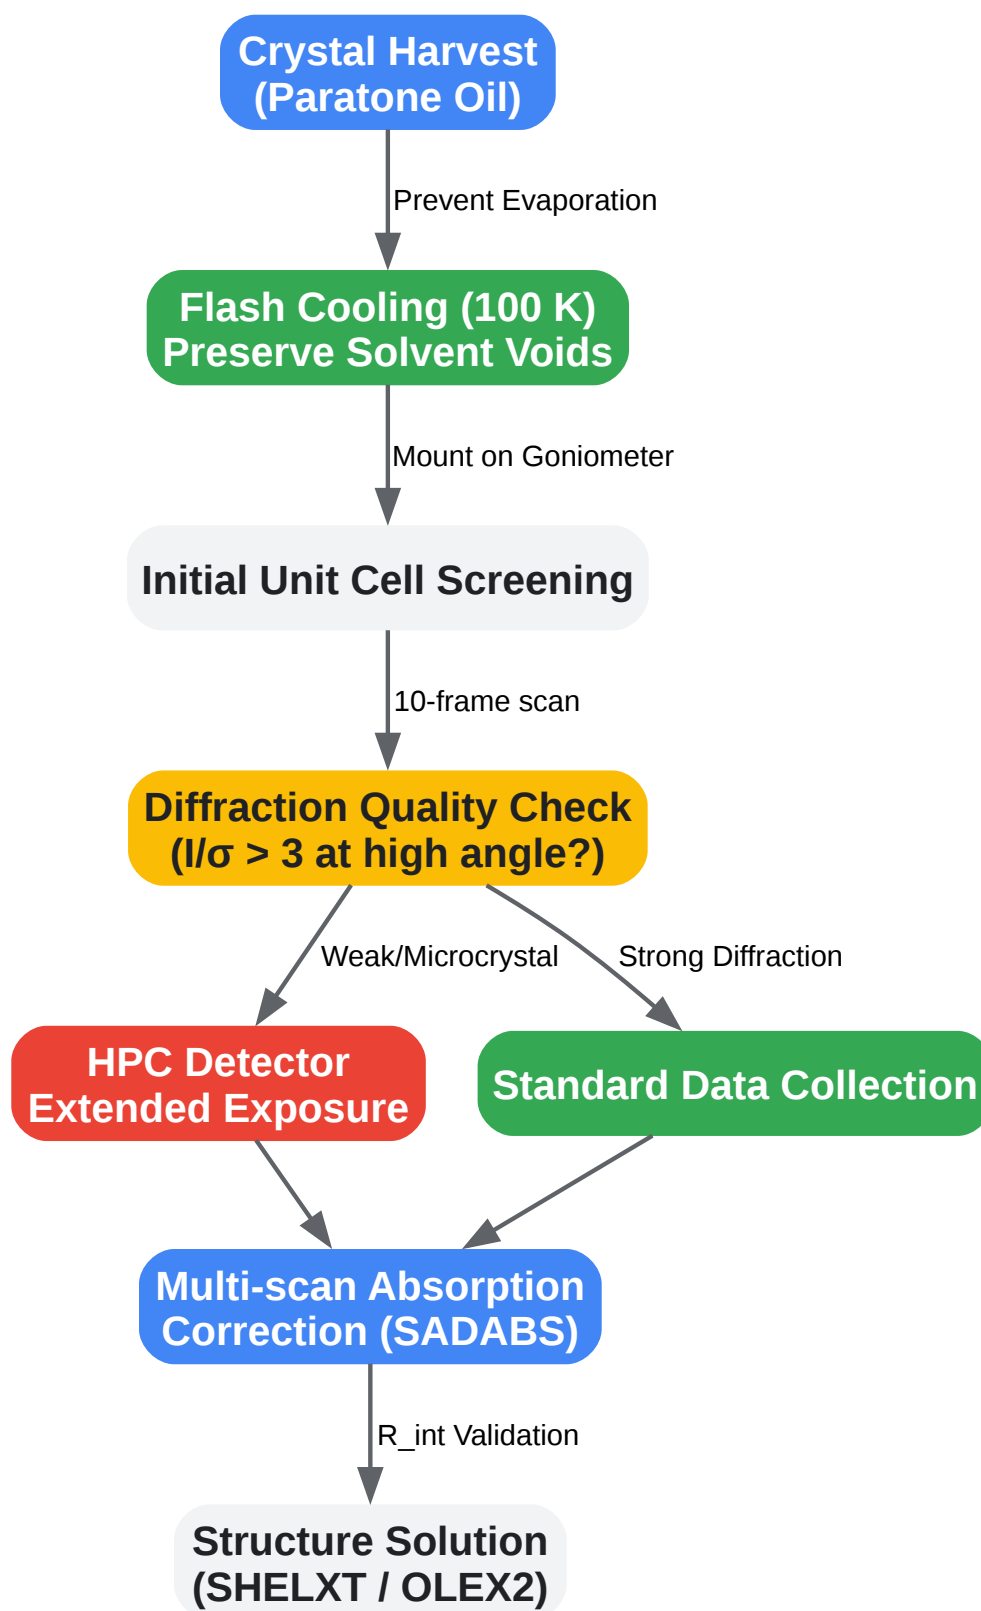 Crystal Harvest
(Paratone Oil)
Prevent Evaporation
Flash Cooling (100 K)
Preserve Solvent Voids
Mount on Goniometer
Initial Unit Cell Screening
10-frame scan
Diffraction Quality Check
(I/σ > 3 at high angle?)
Weak/Microcrystal
Strong Diffraction
HPC Detector
Extended Exposure
Standard Data Collection
Multi-scan Absorption
Correction (SADABS)
R_int Validation
Structure Solution
(SHELXT / OLEX2)